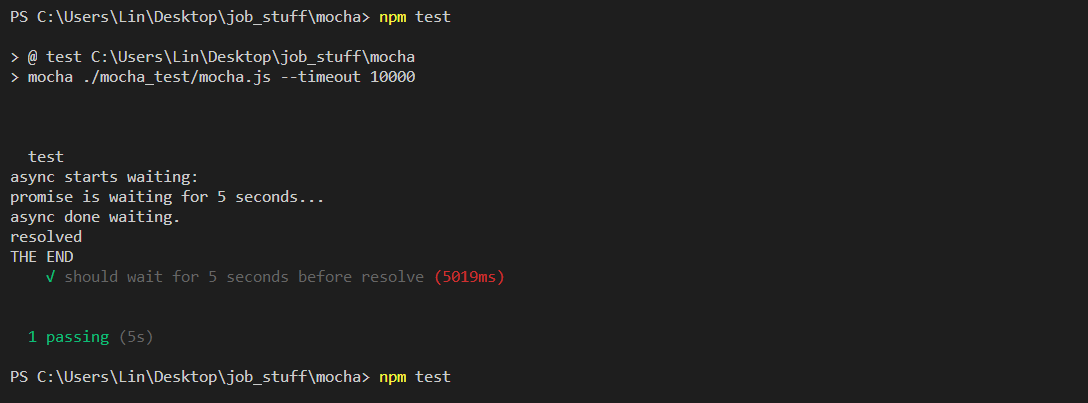 PS C:\Users\Lin\Desktop\job_stuff\mocha> npm test
> @ test C:\Users\Lin\Desktop\job_stuff\mocha
> mocha ./mocha_test/mocha.js --timeout 10000
test
async starts waiting:
promise is waiting for 5 seconds...
async done waiting.
resolved
THE END
√ should wait for 5 seconds before resolve (5019ms)
1 passing (5s)
PS C:\Users\Lin\Desktop\job_stuff\mocha> npm test